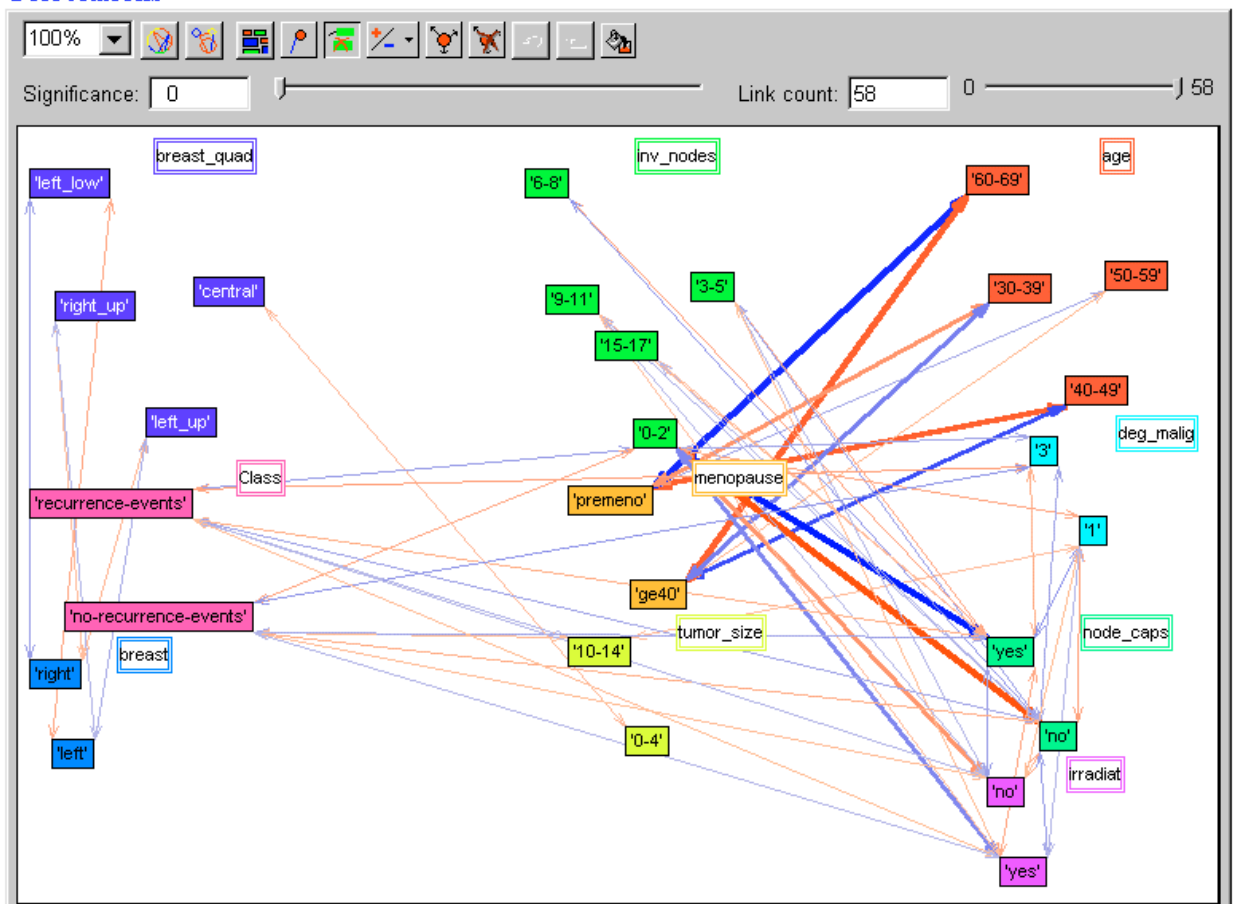 100%
Significance: 0
Link count: 58
0
58
breast_quad
inv_nodes
age
'left_low'
'6-8'
'60-69'
'right_up'
'central'
'9-11'
'3-5'
'30-39'
'50-59'
'15-17'
'left_up'
'0-2'
'40-49'
deg_malig
'3'
Class
menopause
'recurrence-events'
'premeno'
'1'
'ge40'
'no-recurrence-events'
tumor_size
node_caps
breast
'10-14'
'yes'
'right'
'left'
'0-4'
'no'
irradiat
'no'
'yes'